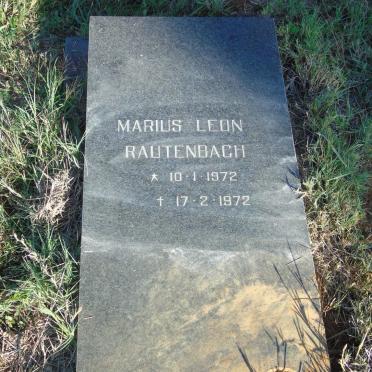 MARIUS LEON
RAUTENBACH
* 10-1-1972
† 17-2-1972